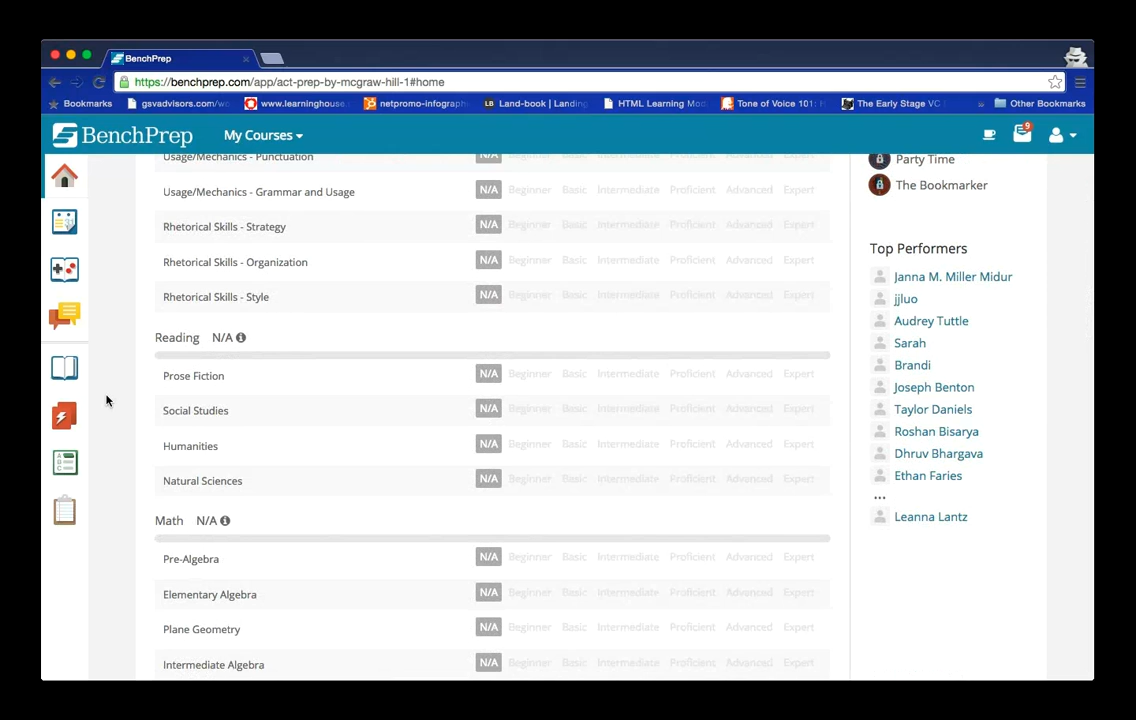 BenchPrep
https://benchprep.com/app/act-prep-by-mcgraw-hill-1#home
Bookmarks gsvadvisors.com/w www.learninghouse. netpromo-infograph Land-book | Landing HTML Learning Mo Tone of Voice 101: The Early Stage VC » Other Bookmarks
BenchPrep My Courses 9
Usage/Mechanics - Punctuation N/A Beginner Basic Intermediate Proficient Advanced Expert
Usage/Mechanics - Grammar and Usage N/A Beginner Basic Intermediate Proficient Advanced Expert
Rhetorical Skills - Strategy N/A Beginner Basic Intermediate Proficient Advanced Expert
Rhetorical Skills - Organization N/A Beginner Basic Intermediate Proficient Advanced Expert
Rhetorical Skills - Style N/A Beginner Basic Intermediate Proficient Advanced Expert
Reading N/A
Prose Fiction N/A Beginner Basic Intermediate Proficient Advanced Expert
Social Studies N/A Beginner Basic Intermediate Proficient Advanced Expert
Humanities N/A Beginner Basic Intermediate Proficient Advanced Expert
Natural Sciences N/A Beginner Basic Intermediate Proficient Advanced Expert
Math N/A
Pre-Algebra N/A Beginner Basic Intermediate Proficient Advanced Expert
Elementary Algebra N/A Beginner Basic Intermediate Proficient Advanced Expert
Plane Geometry N/A Beginner Basic Intermediate Proficient Advanced Expert
Intermediate Algebra N/A Beginner Basic Intermediate Proficient Advanced Expert
Party Time
The Bookmarker
Top Performers
Janna M. Miller Midur
jjluo
Audrey Tuttle
Sarah
Brandi
Joseph Benton
Taylor Daniels
Roshan Bisarya
Dhruv Bhargava
Ethan Faries
...
Leanna Lantz